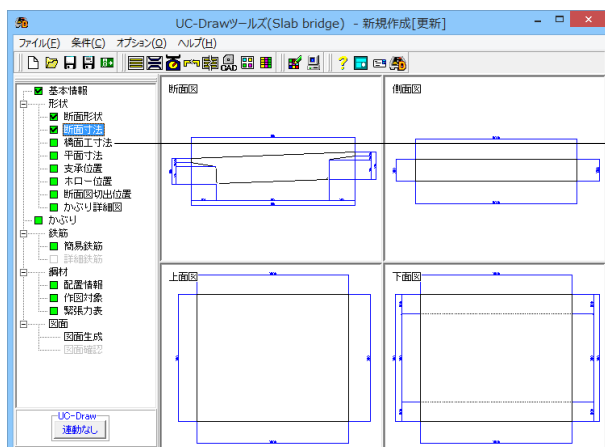 UC-Drawツールズ(Slab bridge) - 新規作成[更新]
ファイル(F) 条件(C) オプション(O) ヘルプ(H)
CAD
基本情報
形状
断面形状
断面寸法
橋面工寸法
平面寸法
支承位置
ホロー位置
断面図切出位置
かぶり詳細図
かぶり
鉄筋
簡易鉄筋
詳細鉄筋
鋼材
配置情報
作図対象
緊張力表
図面
図面生成
図面確認
UC-Draw
連動なし
断面図
側面図
上面図
下面図